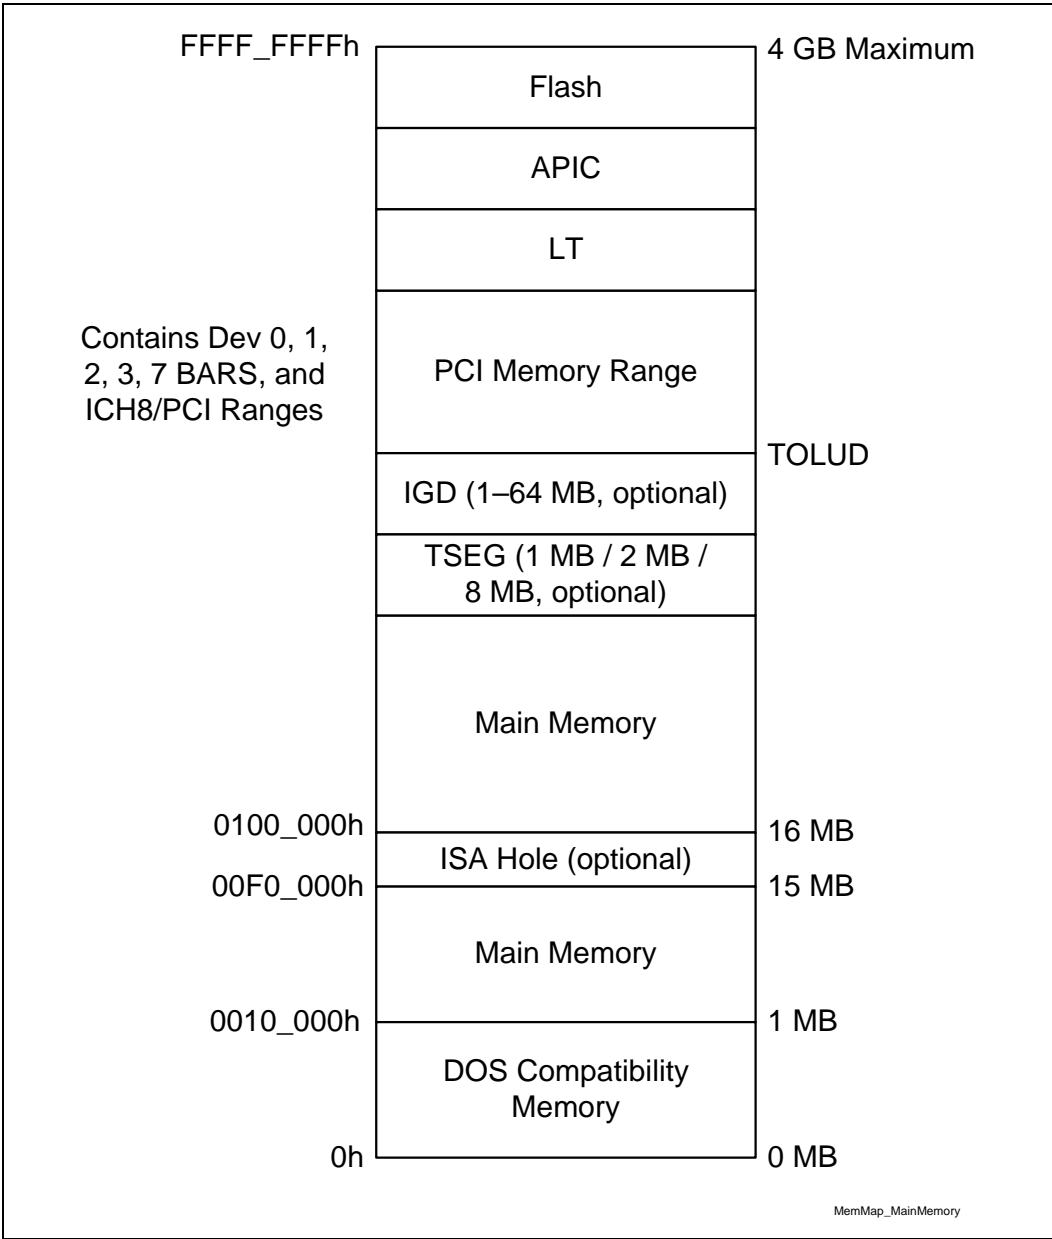 FFFF_FFFFh
4 GB Maximum
Flash
APIC
LT
Contains Dev 0, 1,
2, 3, 7 BARS, and
ICH8/PCI Ranges
PCI Memory Range
TOLUD
IGD (1–64 MB, optional)
TSEG (1 MB / 2 MB /
8 MB, optional)
Main Memory
0100_000h
16 MB
ISA Hole (optional)
00F0_000h
15 MB
Main Memory
0010_000h
1 MB
DOS Compatibility
Memory
0h
0 MB
MemMap_MainMemory